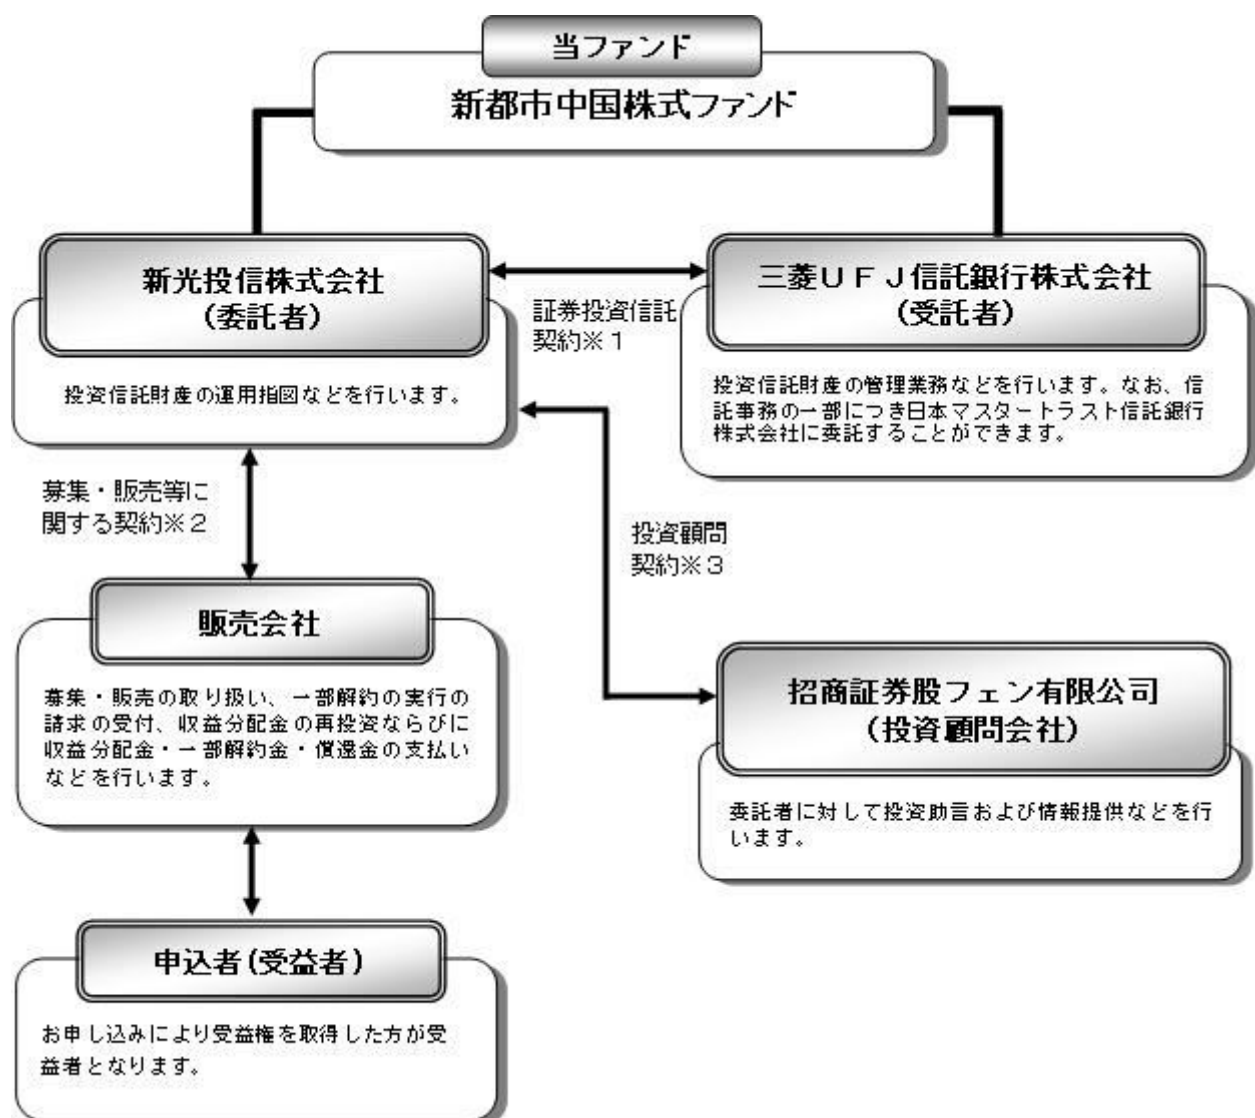 当ファンド
新都市中国株式ファンド
新光投信株式会社
(委託者)
投資信託財産の運用指図などを行います。
証券投資信託
契約※1
三菱UFJ信託銀行株式会社
(受託者)
投資信託財産の管理業務などを行います。なお、信
託事務の一部につき日本マスタートラスト信託銀行
株式会社に委託することができます。
募集・販売等に
関する契約※2
投資顧問
契約※3
販売会社
募集・販売の取り扱い、一部解約の実行の
請求の受付、収益分配金の再投資ならびに
収益分配金・一部解約金・償還金の支払い
などを行います。
招商証券股フェン有限公司
(投資顧問会社)
委託者に対して投資助言および情報提供などを行
います。
申込者(受益者)
お申し込みにより受益権を取得した方が受
益者となります。